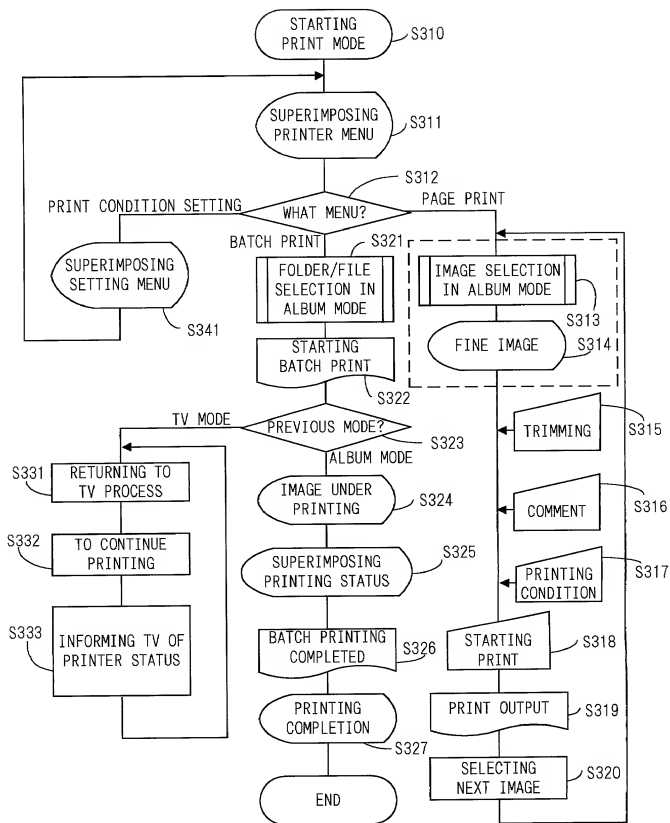 STARTING
PRINT MODE
S310
SUPERIMPOSING
PRINTER MENU
S311
S312
PRINT CONDITION SETTING
WHAT MENU?
PAGE PRINT
BATCH PRINT
S321
SUPERIMPOSING
SETTING MENU
S341
FOLDER/FILE
SELECTION IN
ALBUM MODE
IMAGE SELECTION
IN ALBUM MODE
S313
FINE IMAGE
S314
STARTING
BATCH PRINT
S322
TV MODE
PREVIOUS MODE?
S323
ALBUM MODE
TRIMMING
S315
S331
RETURNING TO
TV PROCESS
IMAGE UNDER
PRINTING
S324
COMMENT
S316
S332
TO CONTINUE
PRINTING
SUPERIMPOSING
PRINTING STATUS
S325
PRINTING
CONDITION
S317
S333
INFORMING TV OF
PRINTER STATUS
BATCH PRINTING
COMPLETED
S326
STARTING
PRINT
S318
PRINT OUTPUT
S319
PRINTING
COMPLETION
S327
SELECTING
NEXT IMAGE
S320
END